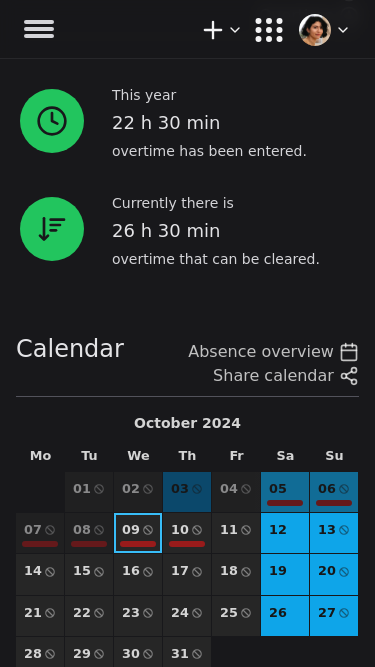 This year
22 h 30 min
overtime has been entered.
Currently there is
26 h 30 min
overtime that can be cleared.
Calendar
Absence overview
Share calendar
October 2024
Mo Tu We Th Fr Sa Su
01 02 03 04 05 06
07 08 09 10 11 12 13
14 15 16 17 18 19 20
21 22 23 24 25 26 27
28 29 30 31